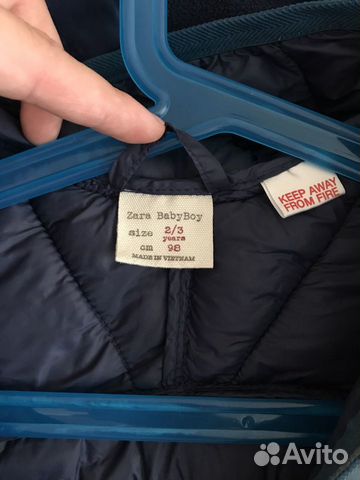 Zara BabyBoy
size 2/3
years
cm 98
MADE IN VIETNAM
KEEP AWAY
FROM FIRE
Avito